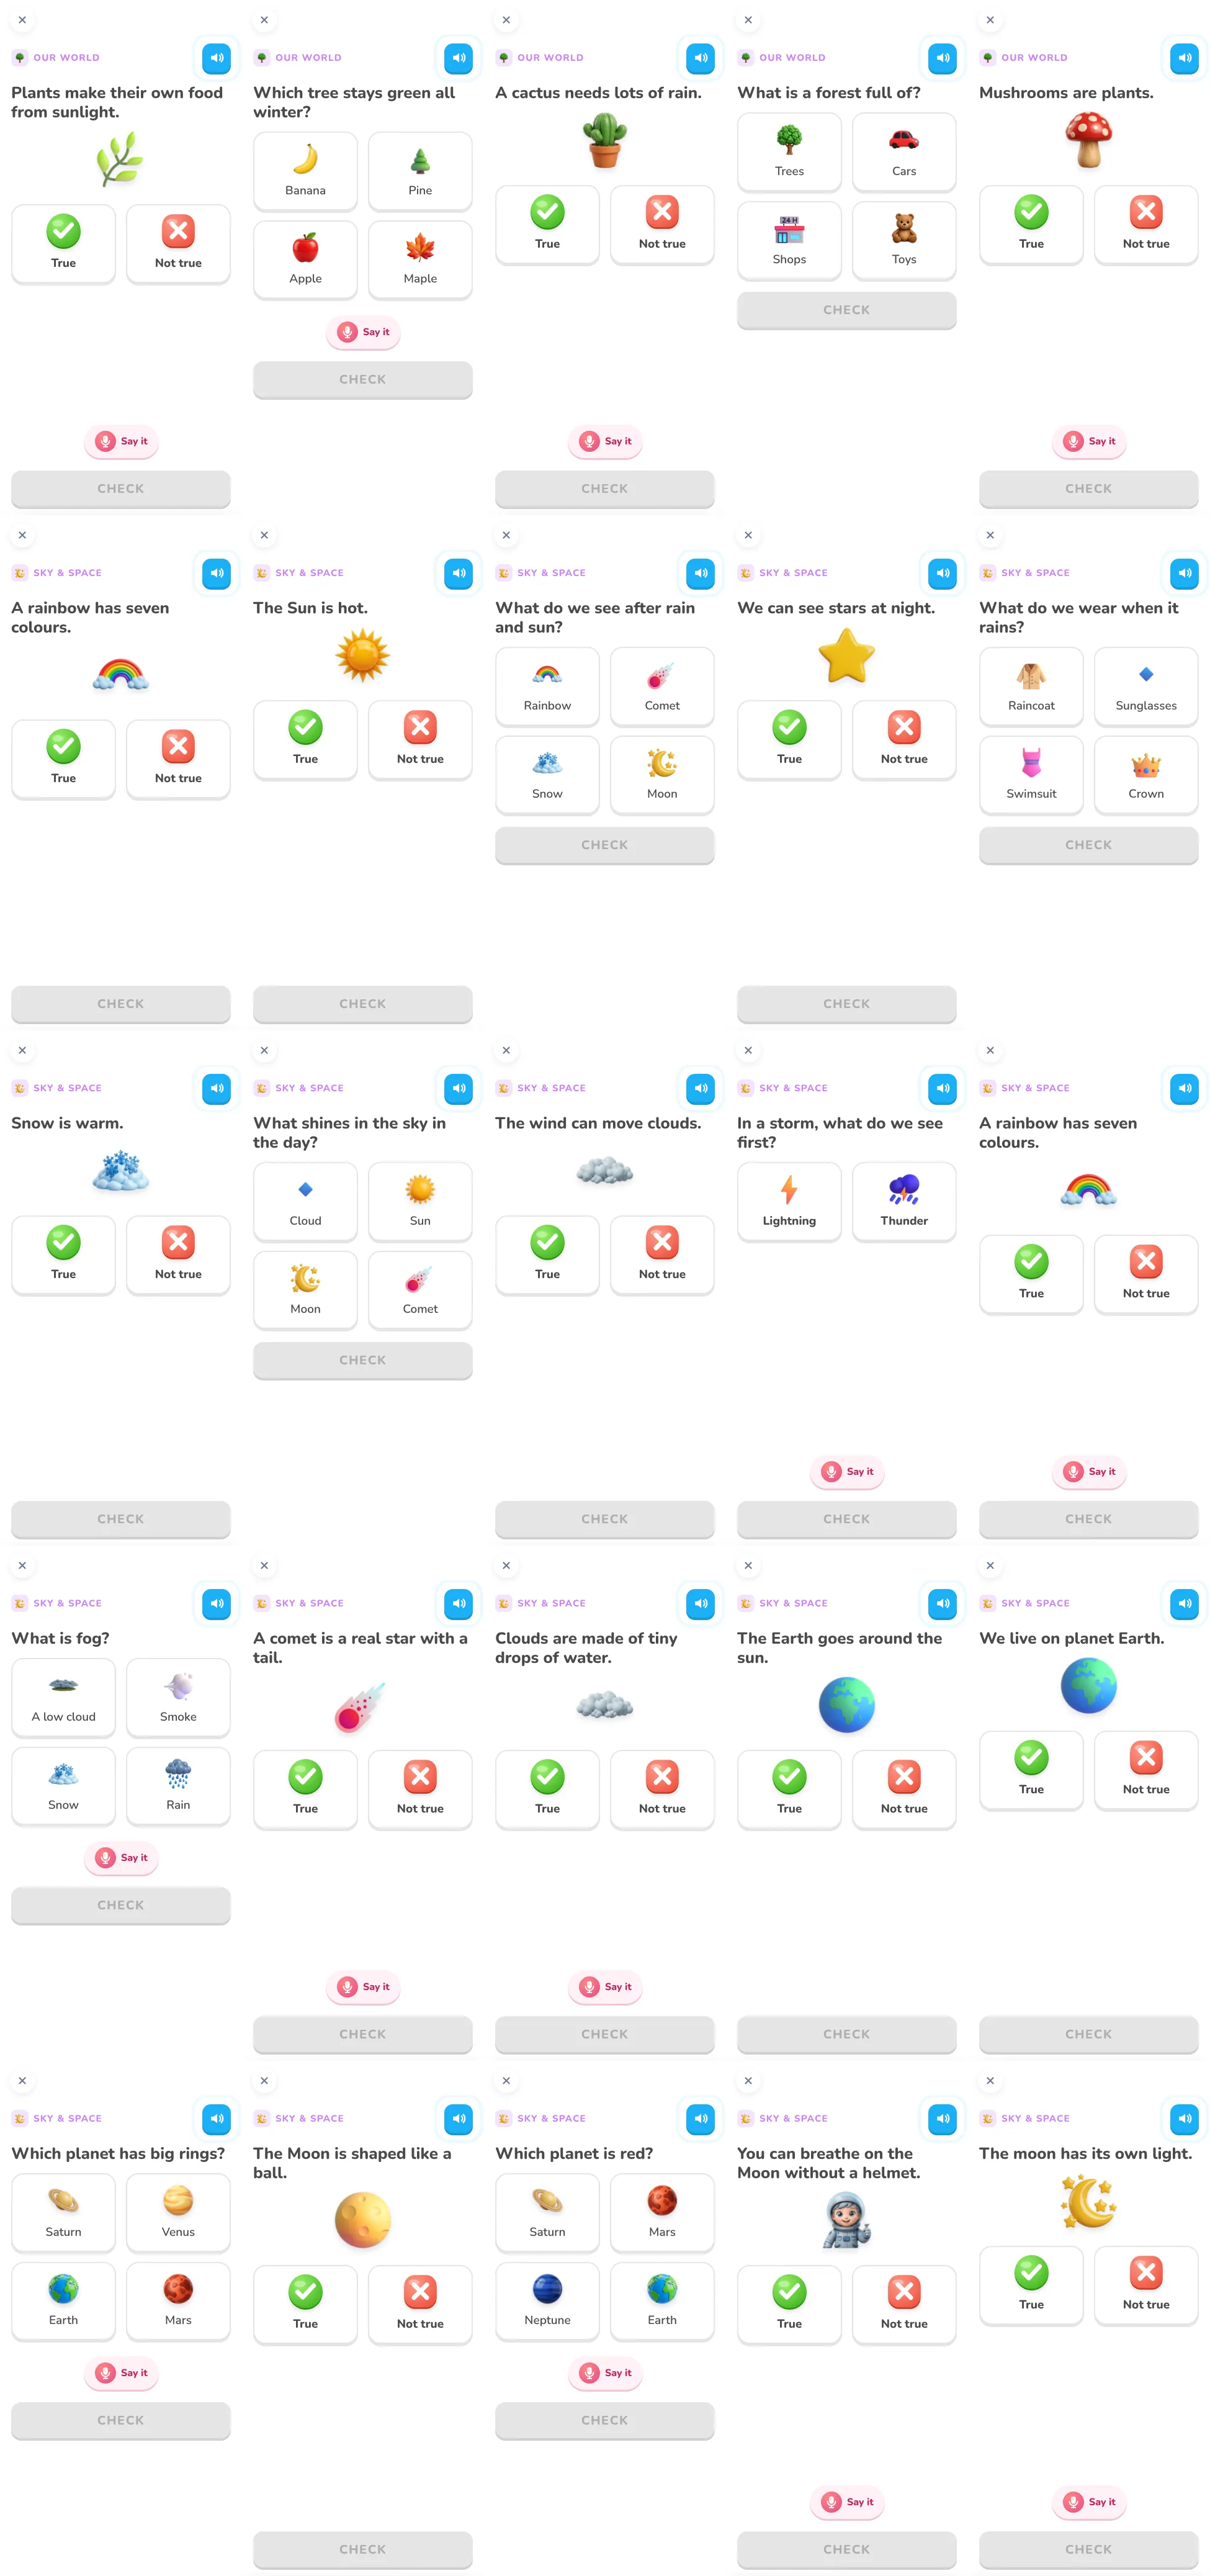 OUR WORLD
Plants make their own food
from sunlight.
True
Not true
Say it
CHECK
OUR WORLD
Which tree stays green all
winter?
Banana
Pine
Apple
Maple
Say it
CHECK
OUR WORLD
A cactus needs lots of rain.
True
Not true
Say it
CHECK
OUR WORLD
What is a forest full of?
Trees
Cars
24 H
Shops
Toys
CHECK
OUR WORLD
Mushrooms are plants.
True
Not true
Say it
CHECK
SKY & SPACE
A rainbow has seven
colours.
True
Not true
CHECK
SKY & SPACE
The Sun is hot.
True
Not true
CHECK
SKY & SPACE
What do we see after rain
and sun?
Rainbow
Comet
Snow
Moon
CHECK
SKY & SPACE
We can see stars at night.
True
Not true
CHECK
SKY & SPACE
What do we wear when it
rains?
Raincoat
Sunglasses
Swimsuit
Crown
CHECK
SKY & SPACE
Snow is warm.
True
Not true
CHECK
SKY & SPACE
What shines in the sky in
the day?
Cloud
Sun
Moon
Comet
CHECK
SKY & SPACE
The wind can move clouds.
True
Not true
CHECK
SKY & SPACE
In a storm, what do we see
first?
Lightning
Thunder
Say it
CHECK
SKY & SPACE
A rainbow has seven
colours.
True
Not true
Say it
CHECK
SKY & SPACE
What is fog?
A low cloud
Smoke
Snow
Rain
Say it
CHECK
SKY & SPACE
A comet is a real star with a
tail.
True
Not true
Say it
CHECK
SKY & SPACE
Clouds are made of tiny
drops of water.
True
Not true
Say it
CHECK
SKY & SPACE
The Earth goes around the
sun.
True
Not true
CHECK
SKY & SPACE
We live on planet Earth.
True
Not true
CHECK
SKY & SPACE
Which planet has big rings?
Saturn
Venus
Earth
Mars
Say it
CHECK
SKY & SPACE
The Moon is shaped like a
ball.
True
Not true
CHECK
SKY & SPACE
Which planet is red?
Saturn
Mars
Neptune
Earth
Say it
CHECK
SKY & SPACE
You can breathe on the
Moon without a helmet.
True
Not true
Say it
CHECK
SKY & SPACE
The moon has its own light.
True
Not true
Say it
CHECK